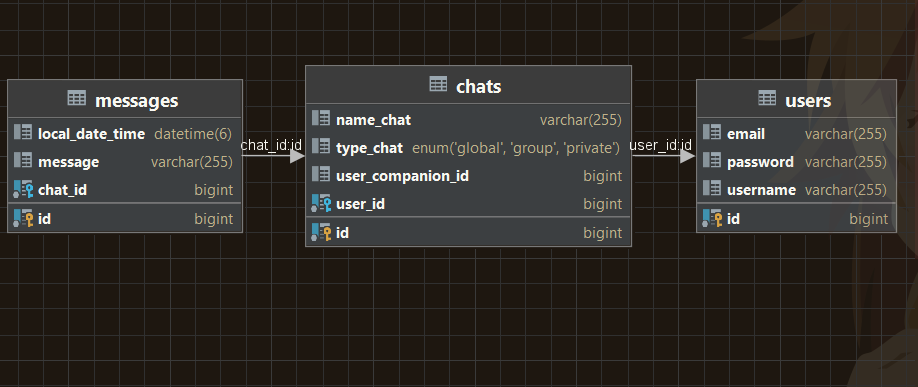 messages
local_date_time datetime(6)
message varchar(255)
chat_id bigint
id bigint
chat_id:id
chats
name_chat varchar(255)
type_chat enum('global', 'group', 'private')
user_companion_id bigint
user_id bigint
id bigint
user_id:id
users
email varchar(255)
password varchar(255)
username varchar(255)
id bigint